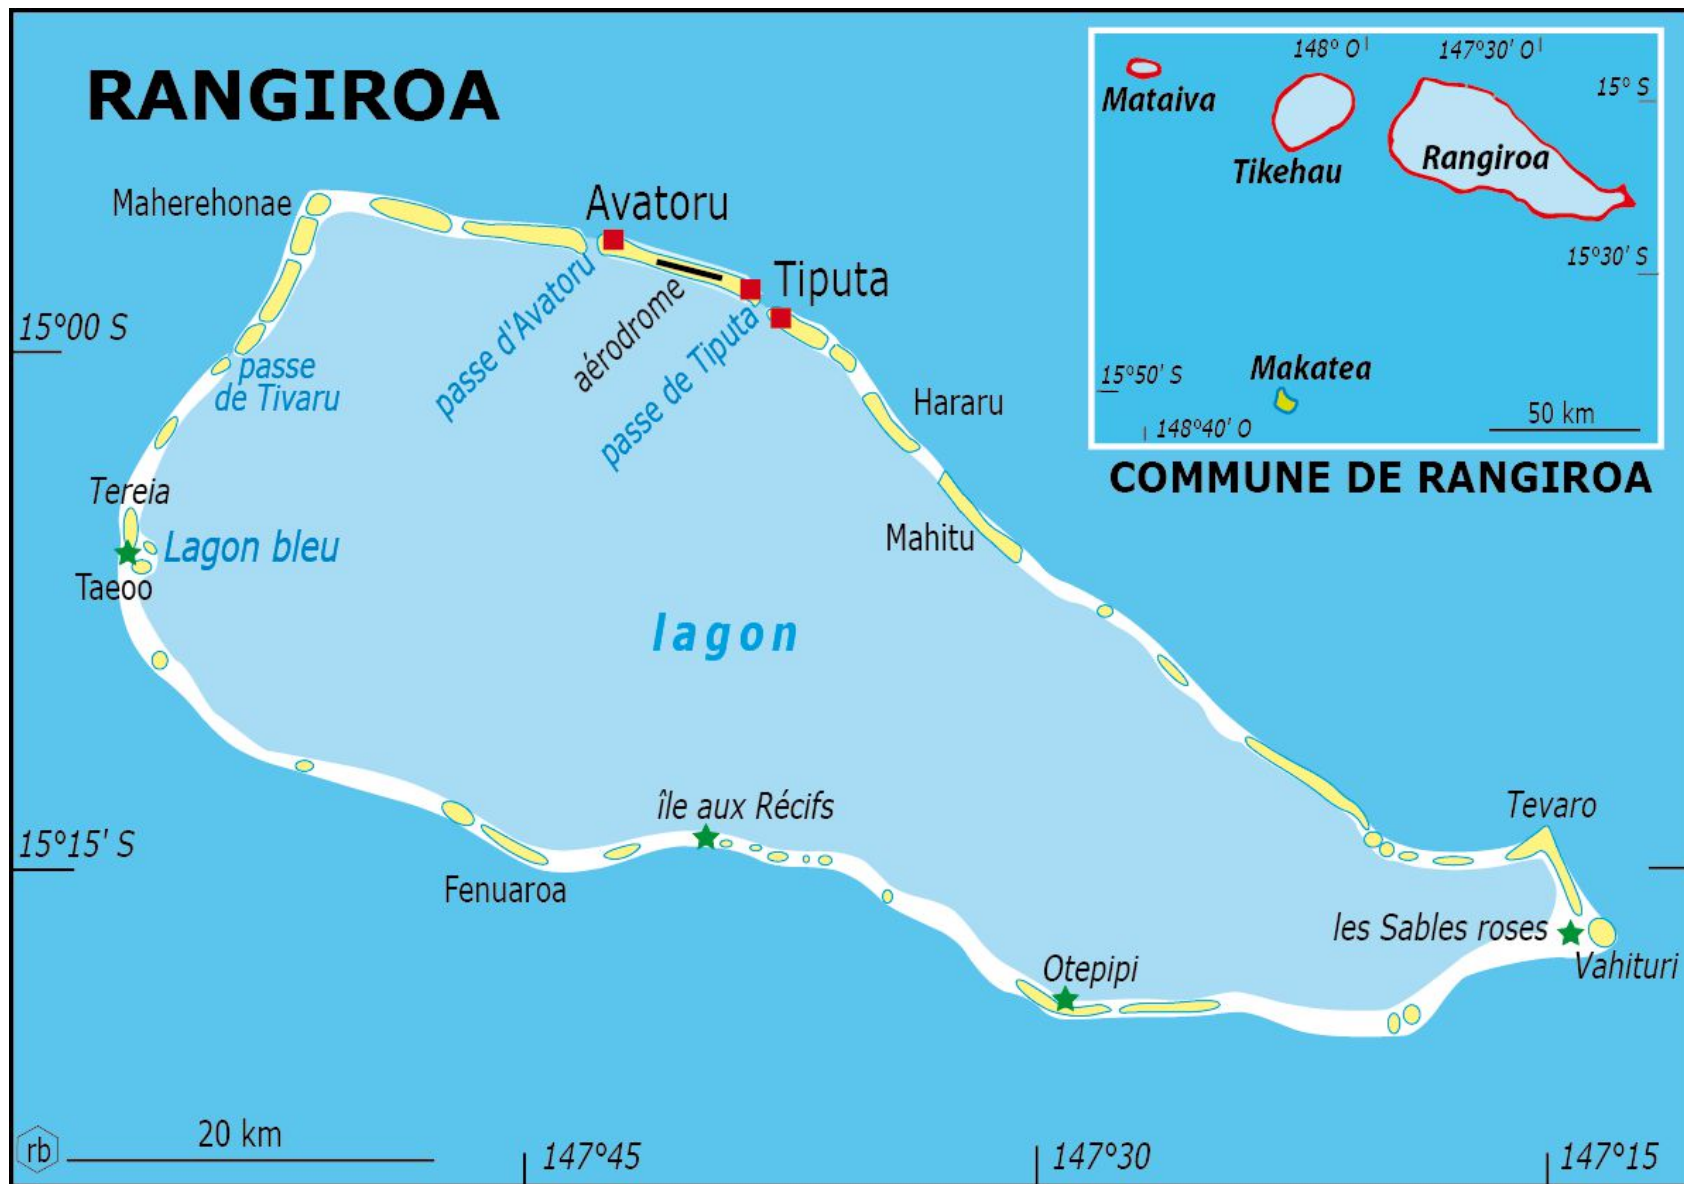 RANGIROA
148° O
147°30' O
15° S
Mataiva
Tikehau
Rangiroa
15°30' S
Makatea
15°50' S
148°40' O
50 km
COMMUNE DE RANGIROA
Maherehonae
Avatoru
Tiputa
passe d'Avatoru
aérodrome
passe de Tiputa
15°00 S
passe
de Tivaru
Hararu
Tereia
Mahitu
Lagon bleu
Taeoo
lagon
île aux Récifs
Tevaro
15°15' S
Fenuaroa
les Sables roses
Otepipi
Vahituri
rb
20 km
147°45
147°30
147°15